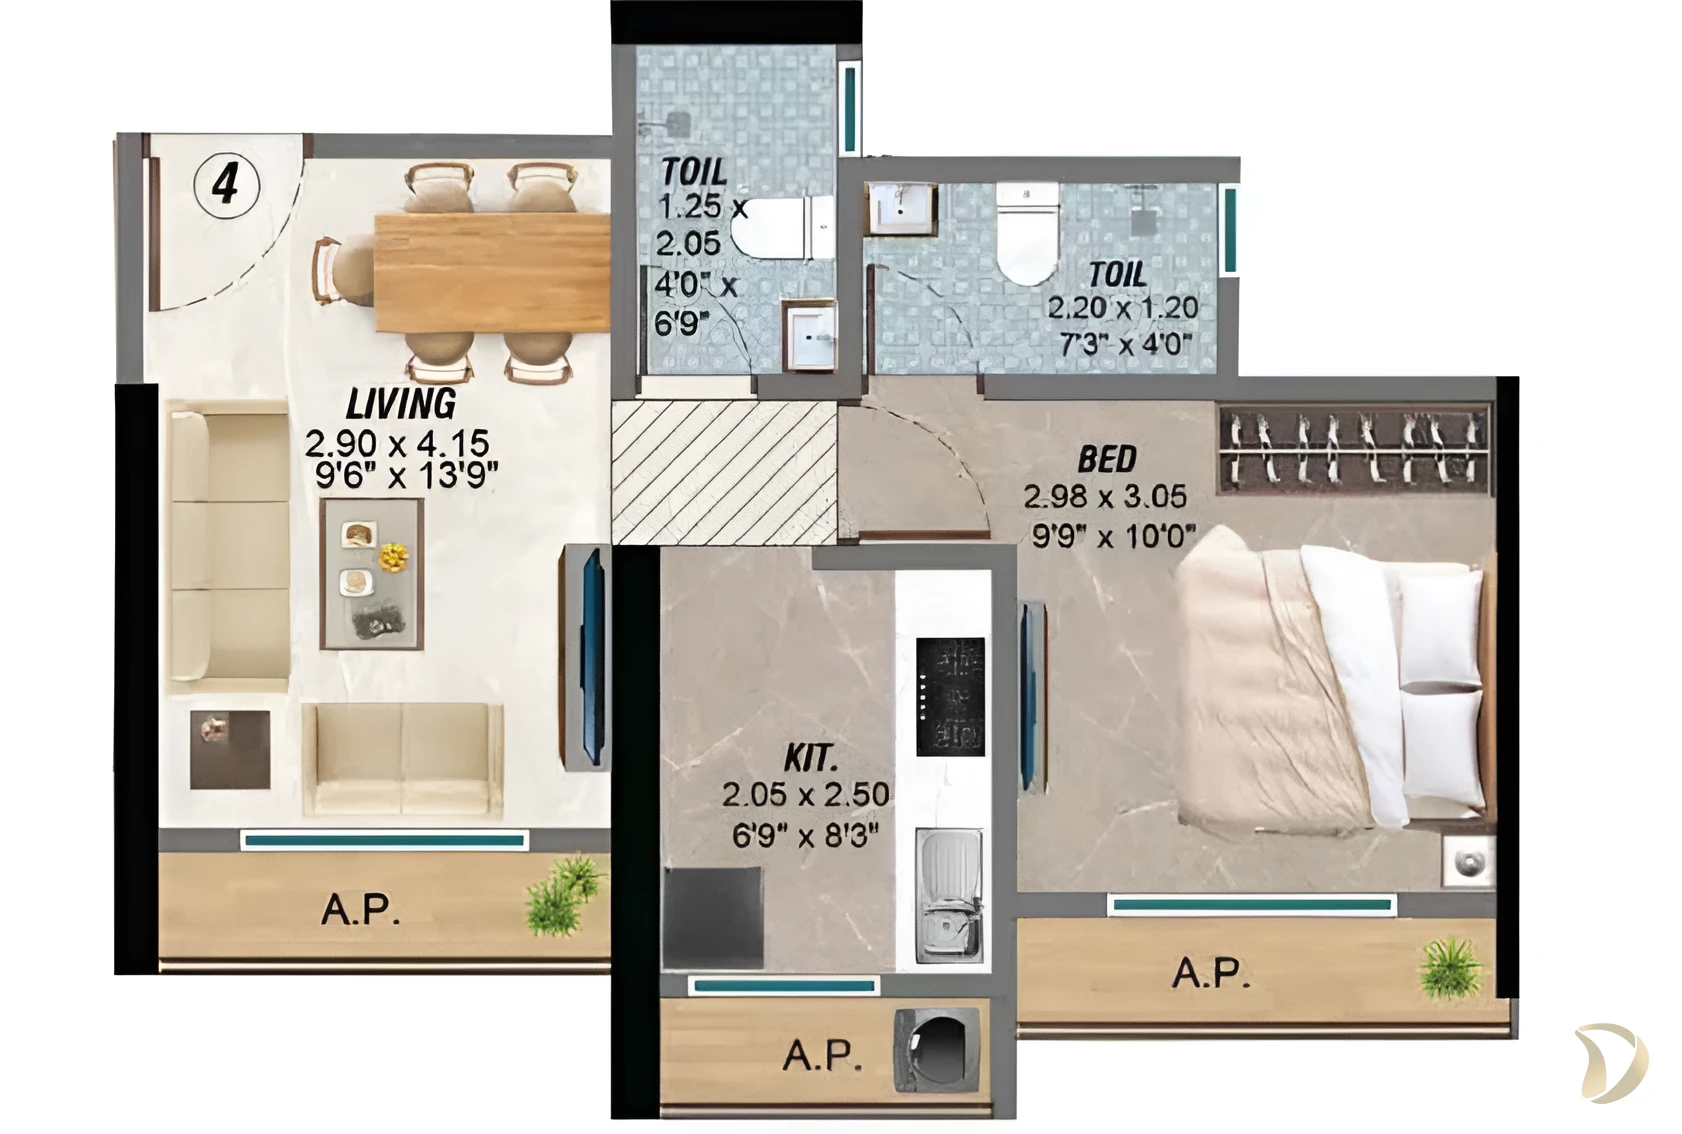 4
TOIL
1.25 x
2.05
4'0" x
6'9"
TOIL
2.20 x 1.20
7'3" x 4'0"
LIVING
2.90 x 4.15
9'6" x 13'9"
BED
2.98 x 3.05
9'9" x 10'0"
KIT.
2.05 x 2.50
6'9" x 8'3"
A.P.
A.P.
A.P.